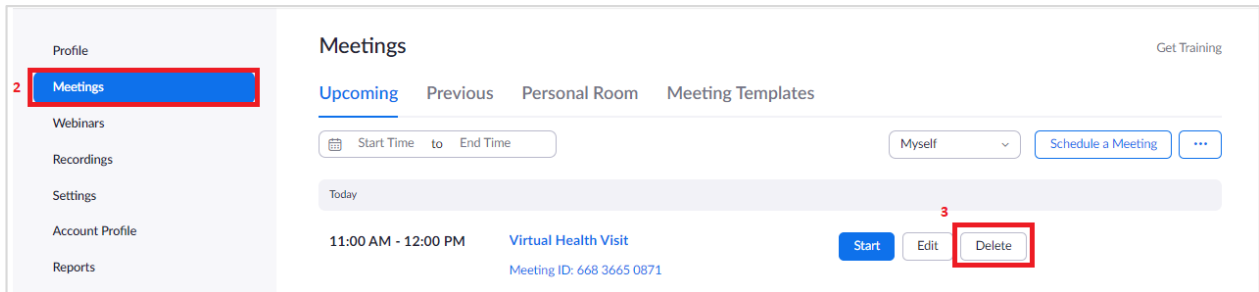 Profile
2 Meetings
Webinars
Recordings
Settings
Account Profile
Reports
Meetings
Get Training
Upcoming Previous Personal Room Meeting Templates
Start Time to End Time
Myself Schedule a Meeting ...
Today
3
11:00 AM - 12:00 PM Virtual Health Visit Start Edit Delete
Meeting ID: 668 3665 0871